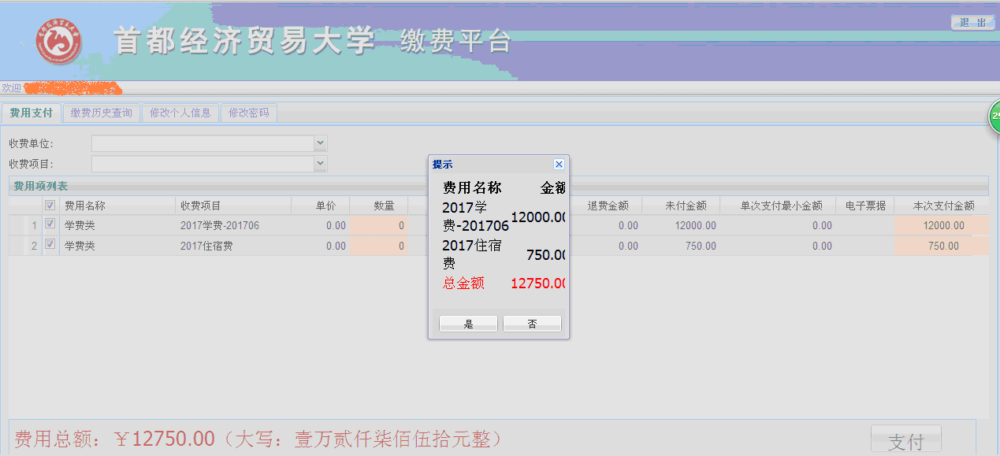 首都经济贸易大学 缴费平台
退 出
欢迎
费用支付 缴费历史查询 修改个人信息 修改密码
收费单位:
收费项目:
费用项列表
费用名称 收费项目 单价 数量 退费金额 未付金额 单次支付最小金额 电子票据 本次支付金额
1 学费类 2017学费-201706 0.00 0 0.00 12000.00 0.00 12000.00
2 学费类 2017住宿费 0.00 0 0.00 750.00 0.00 750.00
提示
费用名称 金额
2017学
费-201706 12000.00
2017住宿
费 750.00
总金额 12750.00
是 否
费用总额：￥12750.00（大写：壹万贰仟柒佰伍拾元整）
支付